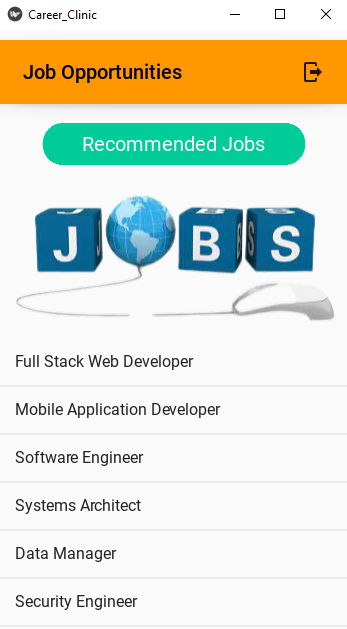 Career_Clinic
Job Opportunities
Recommended Jobs
J BS
Full Stack Web Developer
Mobile Application Developer
Software Engineer
Systems Architect
Data Manager
Security Engineer